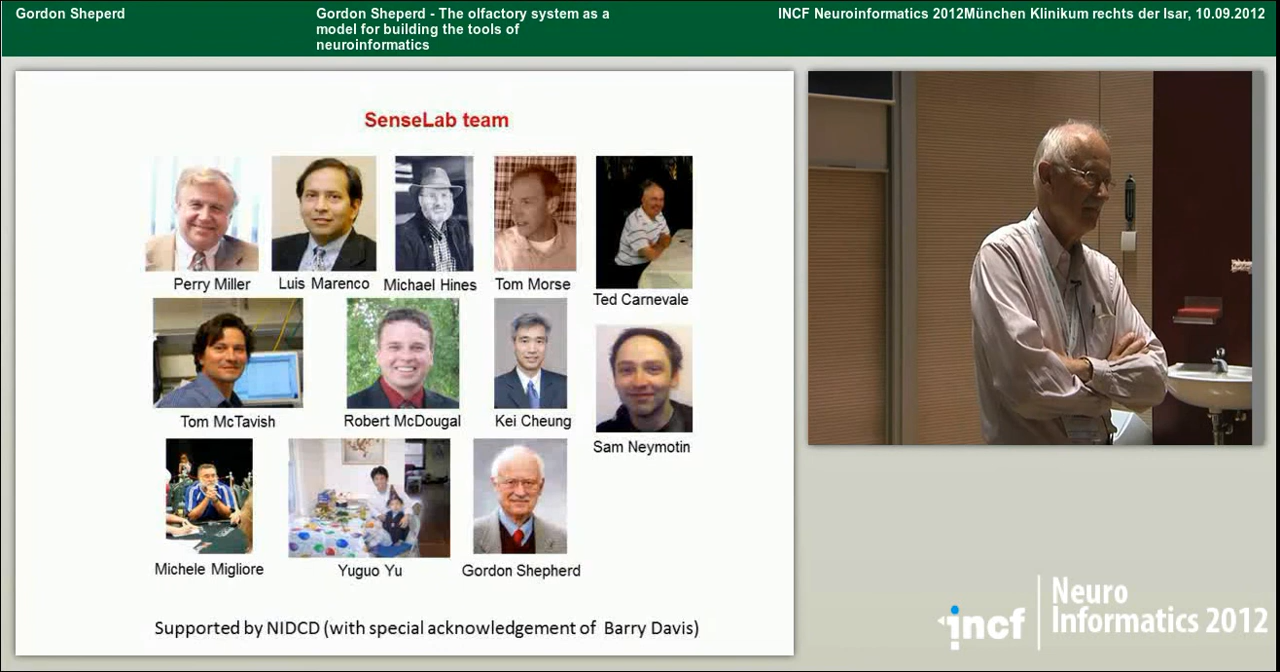 Gordon Sheperd
Gordon Sheperd - The olfactory system as a
model for building the tools of
neuroinformatics
INCF Neuroinformatics 2012München Klinikum rechts der Isar, 10.09.2012
SenseLab team
Perry Miller
Luis Marenco
Michael Hines
Tom Morse
Ted Carnevale
Tom McTavish
Robert McDougal
Kei Cheung
Sam Neymotin
Michele Migliore
Yuguo Yu
Gordon Shepherd
Supported by NIDCD (with special acknowledgement of Barry Davis)
incf
Neuro
Informatics 2012